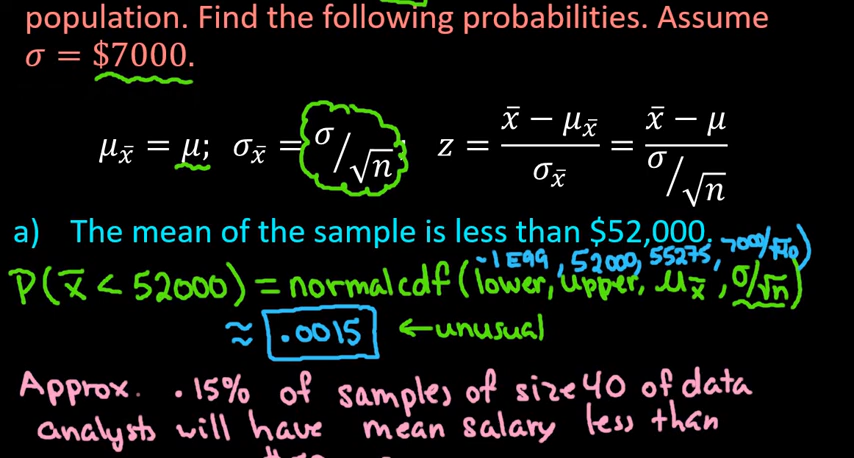 population. Find the following probabilities. Assume
σ = $7000.
μx̄ = μ; σx̄ = σ/√n; z = (x̄ − μx̄)/σx̄ = (x̄ − μ)/(σ/√n)
a) The mean of the sample is less than $52,000.
-1E99, 52000, 55275, 7000/√40)
P(x̄ < 52000) = normalcdf(lower, upper, μx̄, σ/√n)
≈ .0015 ← unusual
Approx. .15% of samples of size 40 of data
analysts will have mean salary less than